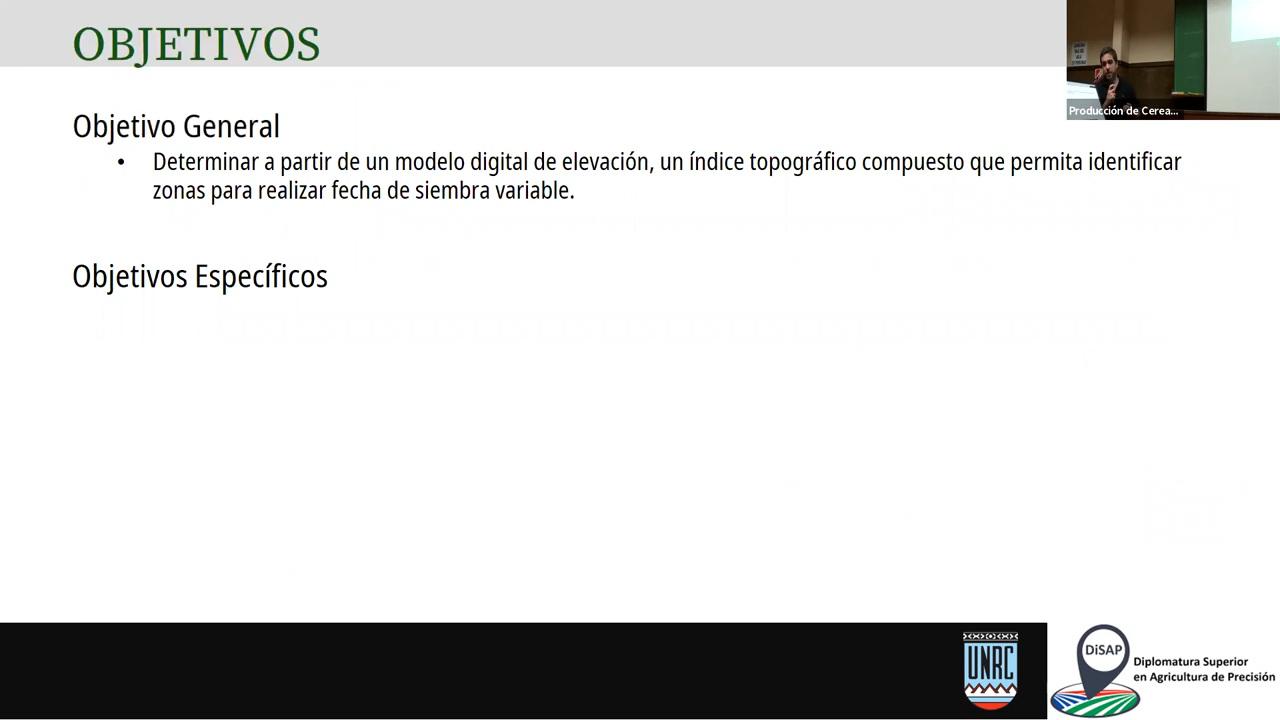 OBJETIVOS
Producción de Cerea...
Objetivo General
• Determinar a partir de un modelo digital de elevación, un índice topográfico compuesto que permita identificar
zonas para realizar fecha de siembra variable.
Objetivos Específicos
UNRC
DiSAP
Diplomatura Superior
en Agricultura de Precisión